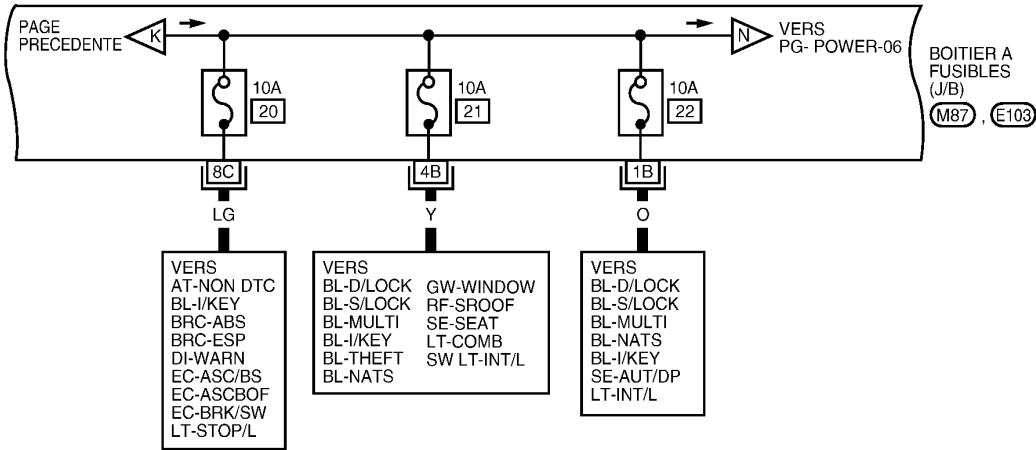 PAGE
PRECEDENTE
K
N
VERS
PG- POWER-06
BOITIER A
FUSIBLES
(J/B)
M87 , E103
10A
20
10A
21
10A
22
8C
4B
1B
LG
Y
O
VERS
AT-NON DTC
BL-I/KEY
BRC-ABS
BRC-ESP
DI-WARN
EC-ASC/BS
EC-ASCBOF
EC-BRK/SW
LT-STOP/L
VERS
BL-D/LOCK
BL-S/LOCK
BL-MULTI
BL-I/KEY
BL-THEFT
BL-NATS
GW-WINDOW
RF-SROOF
SE-SEAT
LT-COMB
SW LT-INT/L
VERS
BL-D/LOCK
BL-S/LOCK
BL-MULTI
BL-NATS
BL-I/KEY
SE-AUT/DP
LT-INT/L